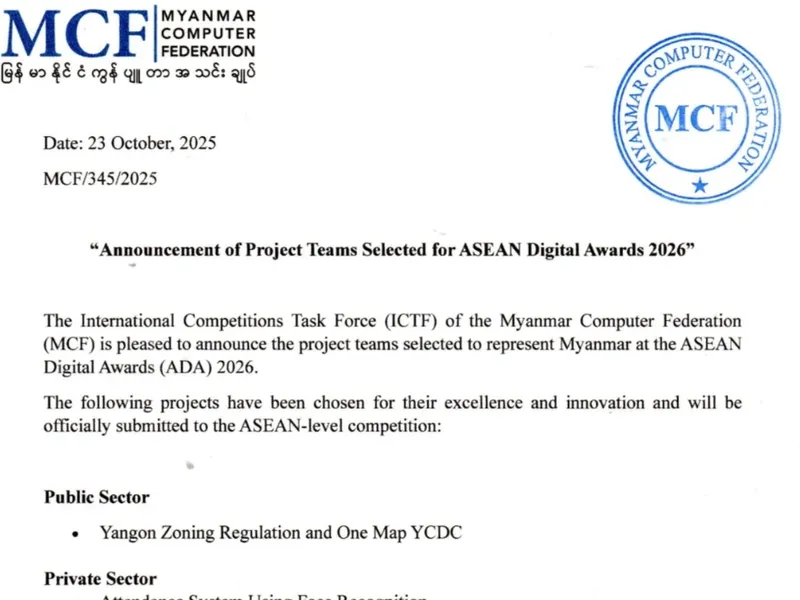 MCF MYANMAR
COMPUTER
FEDERATION
မြန် မာ နိုင် ငံ ကွန် ပျူ တာ အ သင်း ချုပ်
MYANMAR COMPUTER FEDERATION
MCF
Date: 23 October, 2025
MCF/345/2025
“Announcement of Project Teams Selected for ASEAN Digital Awards 2026”
The International Competitions Task Force (ICTF) of the Myanmar Computer Federation
(MCF) is pleased to announce the project teams selected to represent Myanmar at the ASEAN
Digital Awards (ADA) 2026.
The following projects have been chosen for their excellence and innovation and will be
officially submitted to the ASEAN-level competition:
Public Sector
• Yangon Zoning Regulation and One Map YCDC
Private Sector
Attendance System Using Face Recognition